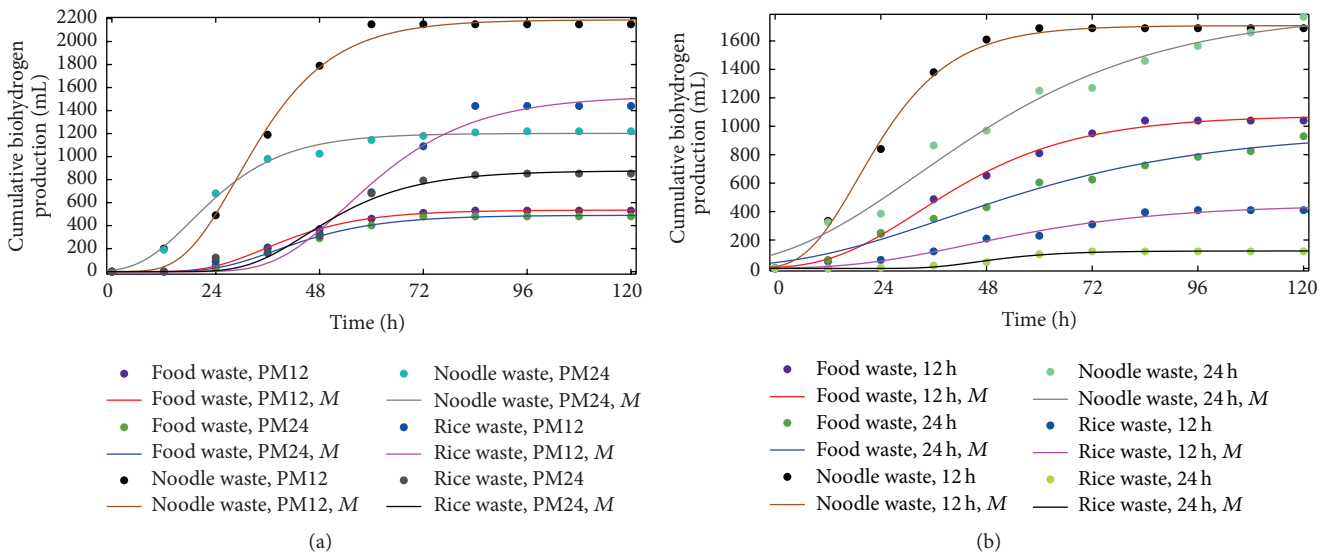 2200
2000
1800
1600
1400
1200
1000
800
600
400
200
0
Cumulative biohydrogen
production (mL)
0 24 48 72 96 120
Time (h)
Food waste, PM12
Food waste, PM12, M
Food waste, PM24
Food waste, PM24, M
Noodle waste, PM12
Noodle waste, PM12, M
Noodle waste, PM24
Noodle waste, PM24, M
Rice waste, PM12
Rice waste, PM12, M
Rice waste, PM24
Rice waste, PM24, M
(a)
1600
1400
1200
1000
800
600
400
200
0
Cumulative biohydrogen
production (mL)
0 24 48 72 96 120
Time (h)
Food waste, 12 h
Food waste, 12 h, M
Food waste, 24 h
Food waste, 24 h, M
Noodle waste, 12 h
Noodle waste, 12 h, M
Noodle waste, 24 h
Noodle waste, 24 h, M
Rice waste, 12 h
Rice waste, 12 h, M
Rice waste, 24 h
Rice waste, 24 h, M
(b)